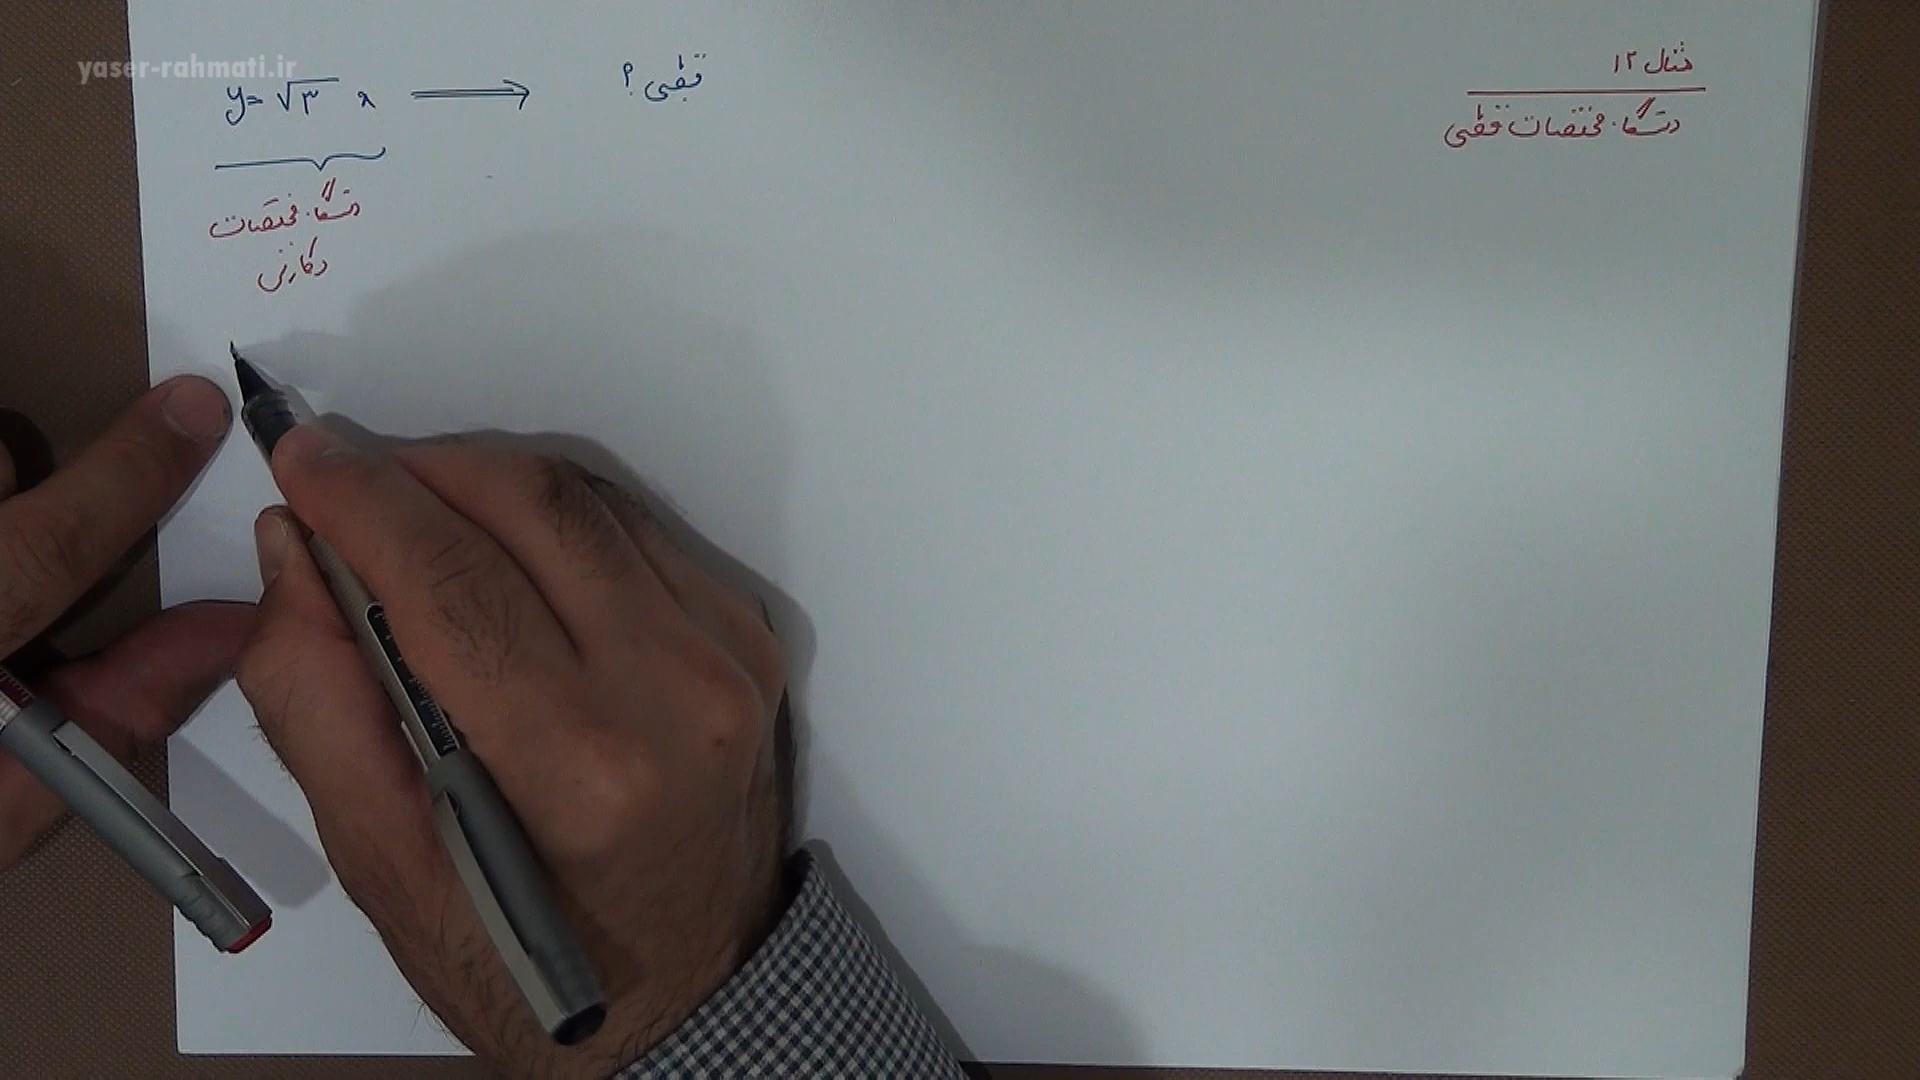 yaser-rahmati.ir
مثال ۱۲
دستگاه مختصات قطبی
y = √۳ x ⟶ قطبی ؟
دستگاه مختصات
دکارتی